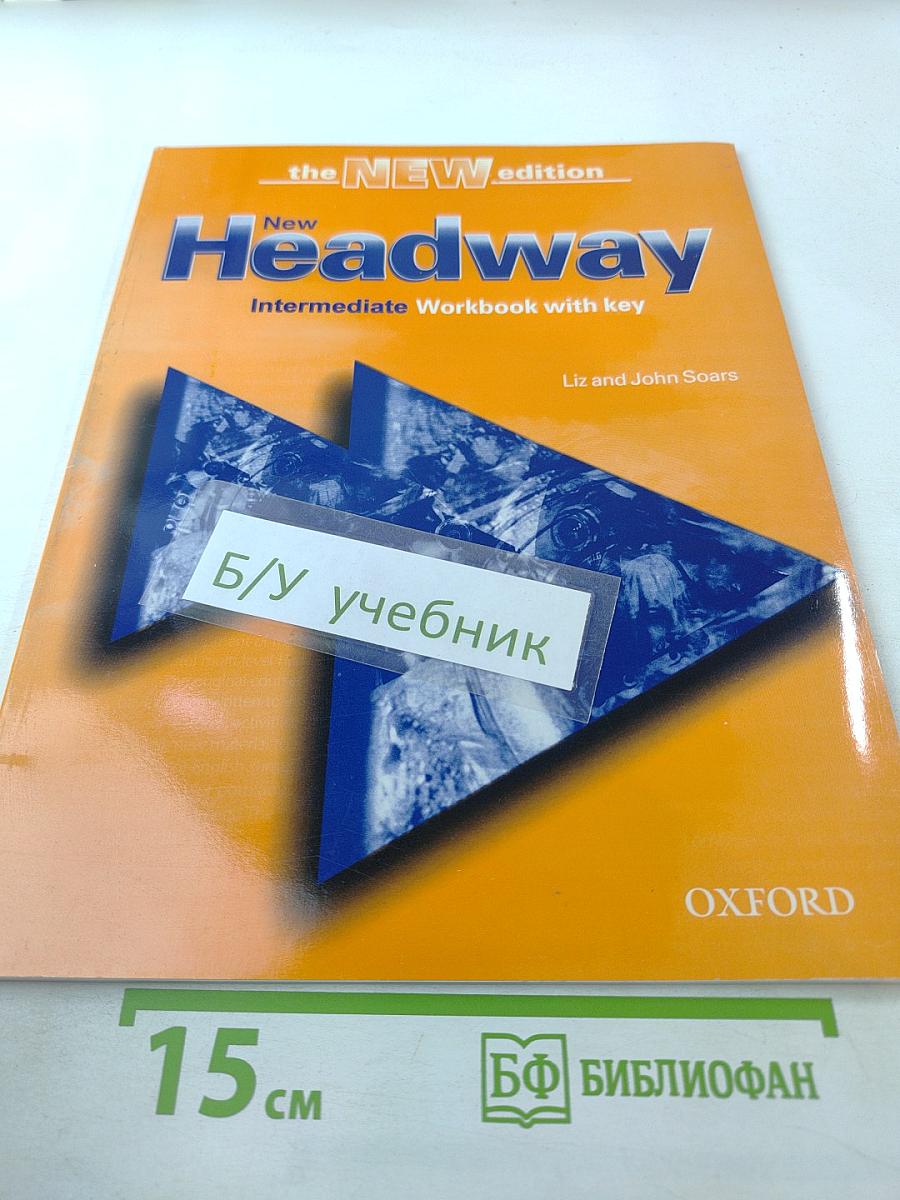 the NEW edition
New
Headway
Intermediate Workbook with key
Liz and John Soars
Б/У учебник
OXFORD
15 см
БФ БИБЛИОФАН